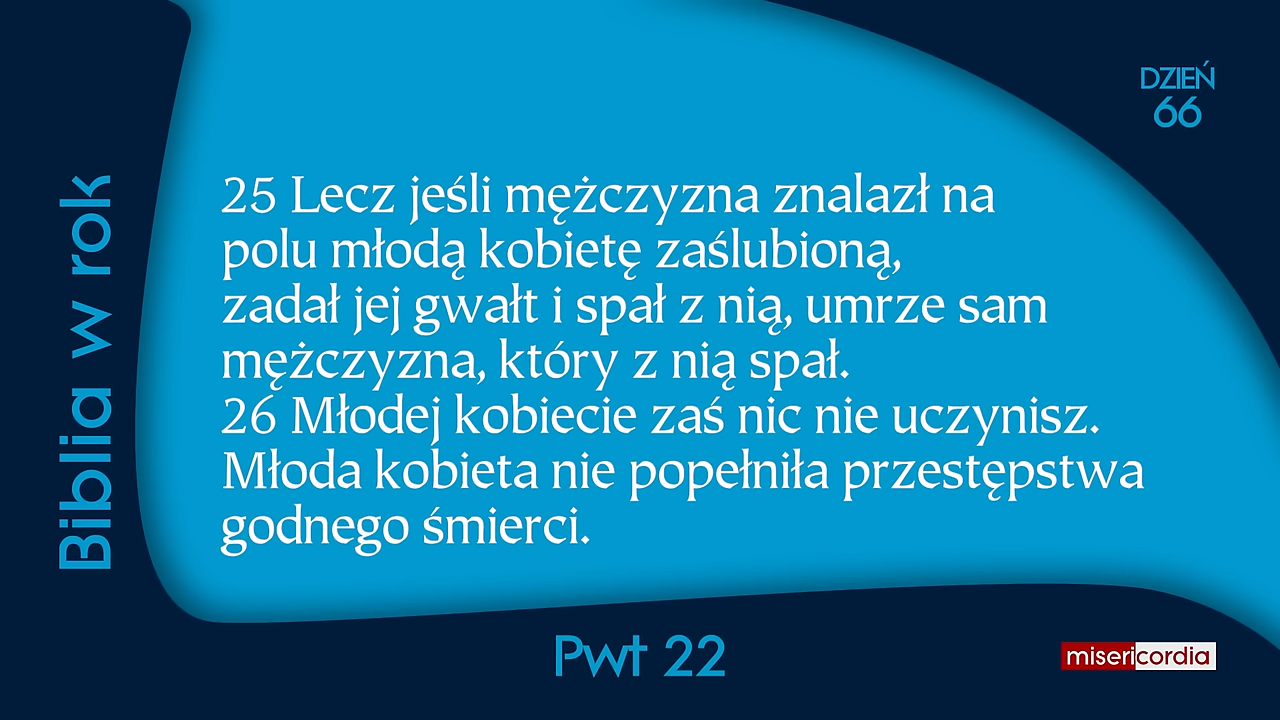 DZIEŃ
66
Biblia w rok
25 Lecz jeśli mężczyzna znalazł na
polu młodą kobietę zaślubioną,
zadał jej gwałt i spał z nią, umrze sam
mężczyzna, który z nią spał.
26 Młodej kobiecie zaś nic nie uczynisz.
Młoda kobieta nie popełniła przestępstwa
godnego śmierci.
Pwt 22
misericordia